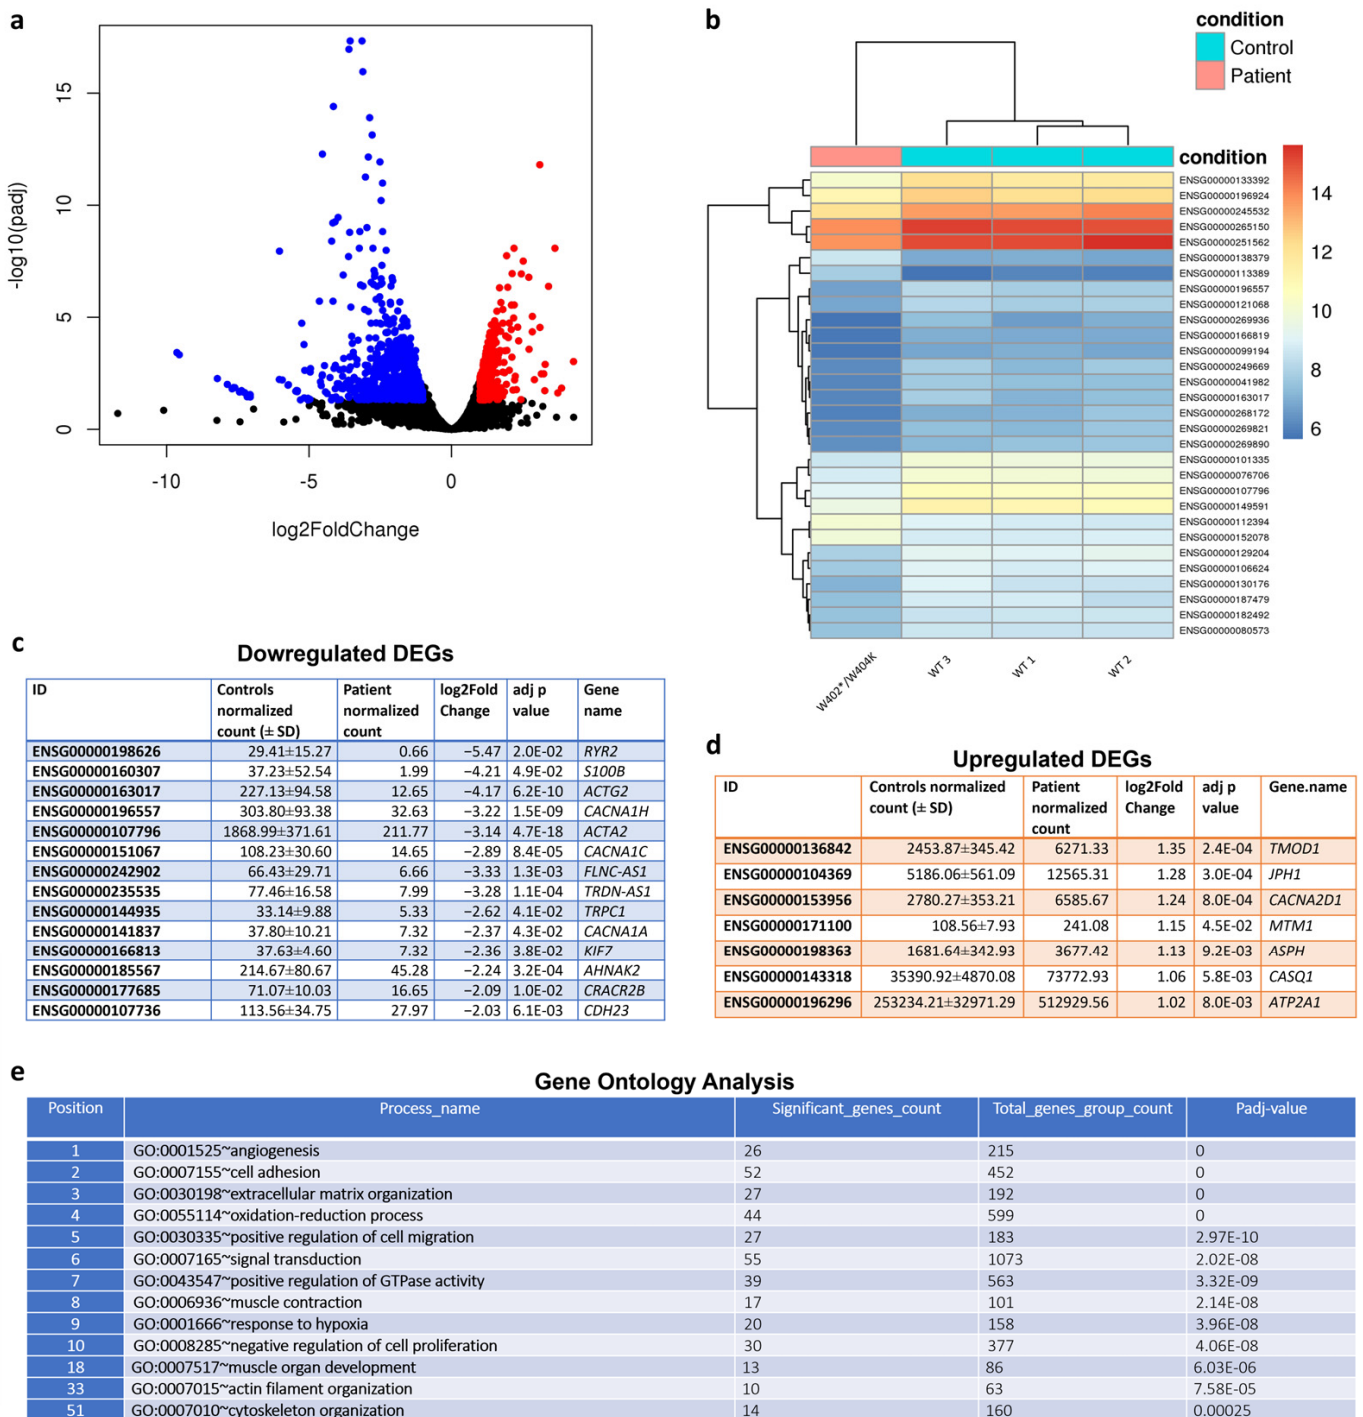 a
-log10(padj)
15
10
5
0
-10
-5
0
log2FoldChange
b
condition
Control
Patient
condition
14
12
10
8
6
ENSG00000133392
ENSG00000196924
ENSG00000245532
ENSG00000265150
ENSG00000251562
ENSG00000138379
ENSG00000113389
ENSG00000196557
ENSG00000121068
ENSG00000269936
ENSG00000166819
ENSG00000099194
ENSG00000249669
ENSG00000041982
ENSG00000163017
ENSG00000268172
ENSG00000269821
ENSG00000269890
ENSG00000101335
ENSG00000076706
ENSG00000107796
ENSG00000149591
ENSG00000112394
ENSG00000152078
ENSG00000129204
ENSG00000106624
ENSG00000130176
ENSG00000187479
ENSG00000182492
ENSG00000080573
W402*/W404K
WT 3
WT 1
WT 2
c
Dowregulated DEGs
ID Controls normalized count (± SD) Patient normalized count log2Fold Change adj p value Gene name
ENSG00000198626 29.41±15.27 0.66 −5.47 2.0E-02 RYR2
ENSG00000160307 37.23±52.54 1.99 −4.21 4.9E-02 S100B
ENSG00000163017 227.13±94.58 12.65 −4.17 6.2E-10 ACTG2
ENSG00000196557 303.80±93.38 32.63 −3.22 1.5E-09 CACNA1H
ENSG00000107796 1868.99±371.61 211.77 −3.14 4.7E-18 ACTA2
ENSG00000151067 108.23±30.60 14.65 −2.89 8.4E-05 CACNA1C
ENSG00000242902 66.43±29.71 6.66 −3.33 1.3E-03 FLNC-AS1
ENSG00000235535 77.46±16.58 7.99 −3.28 1.1E-04 TRDN-AS1
ENSG00000144935 33.14±9.88 5.33 −2.62 4.1E-02 TRPC1
ENSG00000141837 37.80±10.21 7.32 −2.37 4.3E-02 CACNA1A
ENSG00000166813 37.63±4.60 7.32 −2.36 3.8E-02 KIF7
ENSG00000185567 214.67±80.67 45.28 −2.24 3.2E-04 AHNAK2
ENSG00000177685 71.07±10.03 16.65 −2.09 1.0E-02 CRACR2B
ENSG00000107736 113.56±34.75 27.97 −2.03 6.1E-03 CDH23
d
Upregulated DEGs
ID Controls normalized count (± SD) Patient normalized count log2Fold Change adj p value Gene.name
ENSG00000136842 2453.87±345.42 6271.33 1.35 2.4E-04 TMOD1
ENSG00000104369 5186.06±561.09 12565.31 1.28 3.0E-04 JPH1
ENSG00000153956 2780.27±353.21 6585.67 1.24 8.0E-04 CACNA2D1
ENSG00000171100 108.56±7.93 241.08 1.15 4.5E-02 MTM1
ENSG00000198363 1681.64±342.93 3677.42 1.13 9.2E-03 ASPH
ENSG00000143318 35390.92±4870.08 73772.93 1.06 5.8E-03 CASQ1
ENSG00000196296 253234.21±32971.29 512929.56 1.02 8.0E-03 ATP2A1
e
Gene Ontology Analysis
Position Process_name Significant_genes_count Total_genes_group_count Padj-value
1 GO:0001525~angiogenesis 26 215 0
2 GO:0007155~cell adhesion 52 452 0
3 GO:0030198~extracellular matrix organization 27 192 0
4 GO:0055114~oxidation-reduction process 44 599 0
5 GO:0030335~positive regulation of cell migration 27 183 2.97E-10
6 GO:0007165~signal transduction 55 1073 2.02E-08
7 GO:0043547~positive regulation of GTPase activity 39 563 3.32E-09
8 GO:0006936~muscle contraction 17 101 2.14E-08
9 GO:0001666~response to hypoxia 20 158 3.96E-08
10 GO:0008285~negative regulation of cell proliferation 30 377 4.06E-08
18 GO:0007517~muscle organ development 13 86 6.03E-06
33 GO:0007015~actin filament organization 10 63 7.58E-05
51 GO:0007010~cytoskeleton organization 14 160 0.00025